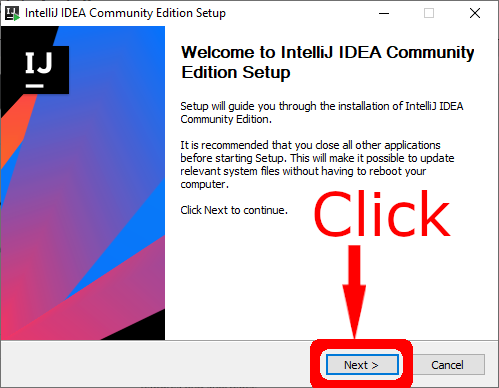 IntelliJ IDEA Community Edition Setup
IJ
Welcome to IntelliJ IDEA Community
Edition Setup
Setup will guide you through the installation of IntelliJ IDEA
Community Edition.
It is recommended that you close all other applications
before starting Setup. This will make it possible to update
relevant system files without having to reboot your
computer.
Click Next to continue.
Click
Next >
Cancel